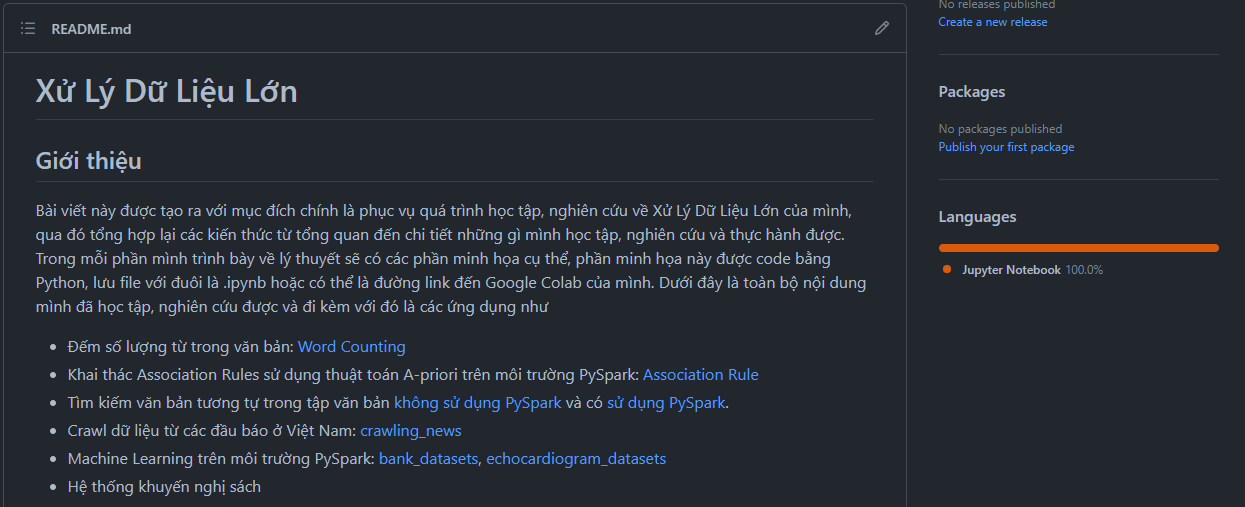 README.md
Xử Lý Dữ Liệu Lớn
Giới thiệu
Bài viết này được tạo ra với mục đích chính là phục vụ quá trình học tập, nghiên cứu về Xử Lý Dữ Liệu Lớn của mình,
qua đó tổng hợp lại các kiến thức từ tổng quan đến chi tiết những gì mình học tập, nghiên cứu và thực hành được.
Trong mỗi phần mình trình bày về lý thuyết sẽ có các phần minh họa cụ thể, phần minh họa này được code bằng
Python, lưu file với đuôi là .ipynb hoặc có thể là đường link đến Google Colab của mình. Dưới đây là toàn bộ nội dung
mình đã học tập, nghiên cứu được và đi kèm với đó là các ứng dụng như
Đếm số lượng từ trong văn bản: Word Counting
Khai thác Association Rules sử dụng thuật toán A-priori trên môi trường PySpark: Association Rule
Tìm kiếm văn bản tương tự trong tập văn bản không sử dụng PySpark và có sử dụng PySpark.
Crawl dữ liệu từ các đầu báo ở Việt Nam: crawling_news
Machine Learning trên môi trường PySpark: bank_datasets, echocardiogram_datasets
Hệ thống khuyến nghị sách
No releases published
Create a new release
Packages
No packages published
Publish your first package
Languages
Jupyter Notebook 100.0%